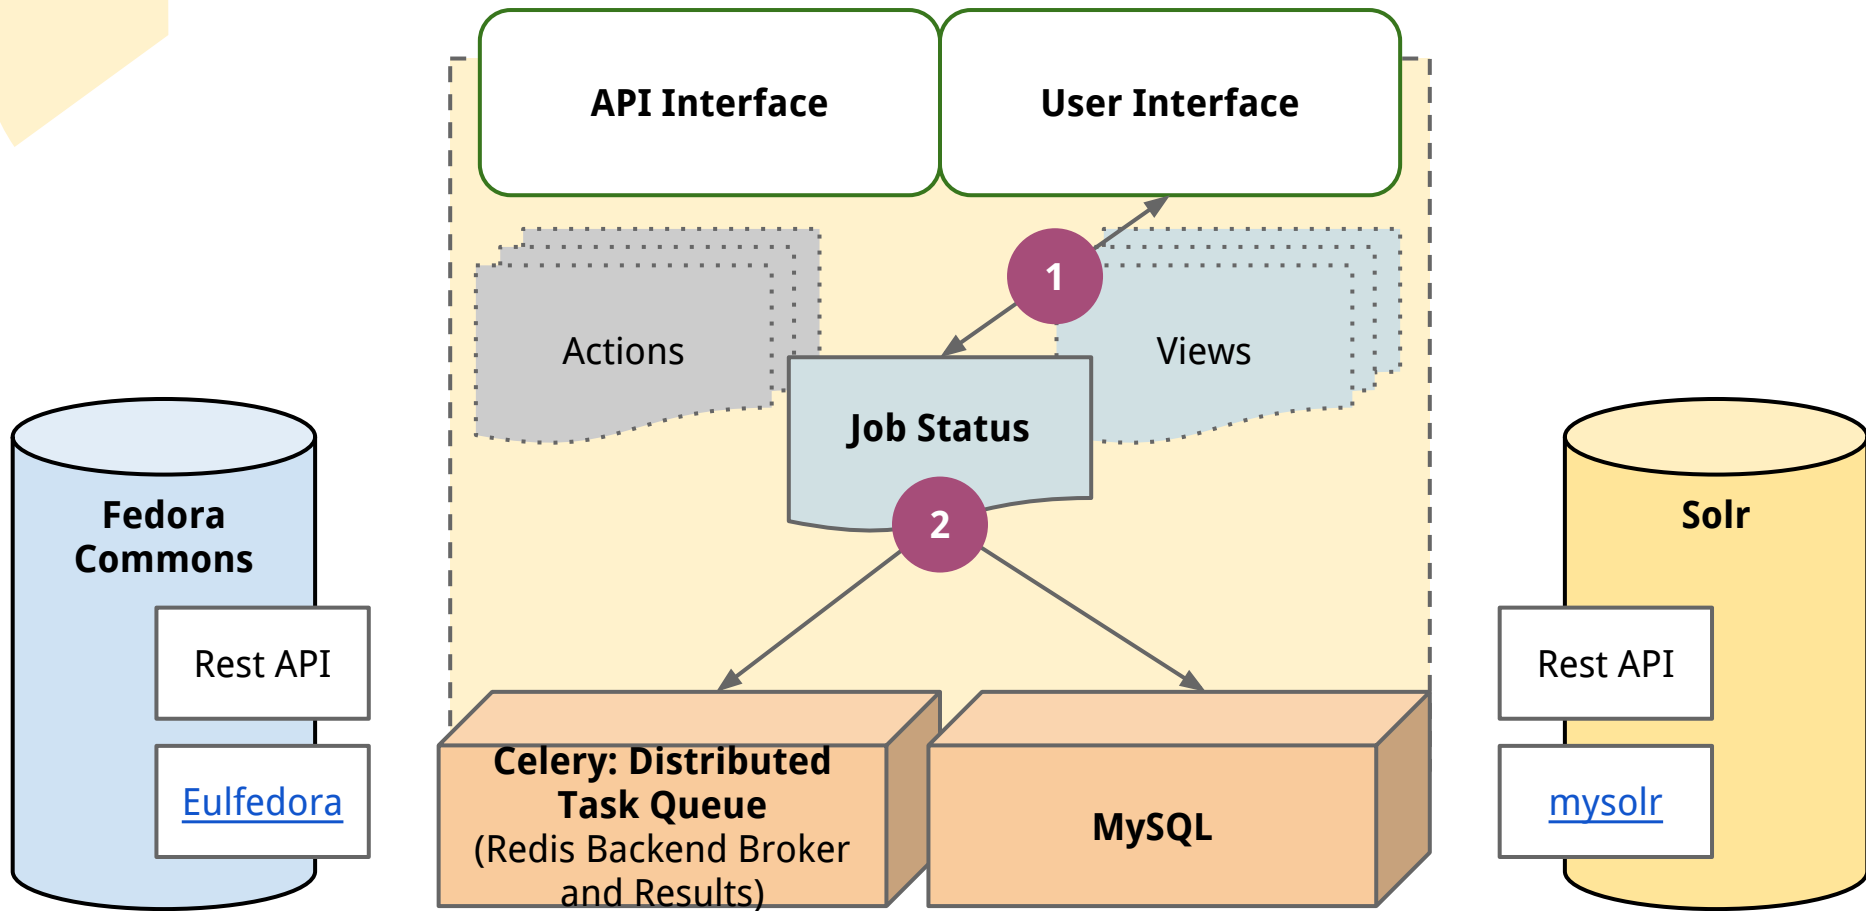 API Interface
User Interface
1
Actions
Views
Job Status
2
Fedora
Commons
Rest API
Eulfedora
Solr
Rest API
mysolr
Celery: Distributed
Task Queue
(Redis Backend Broker
and Results)
MySQL